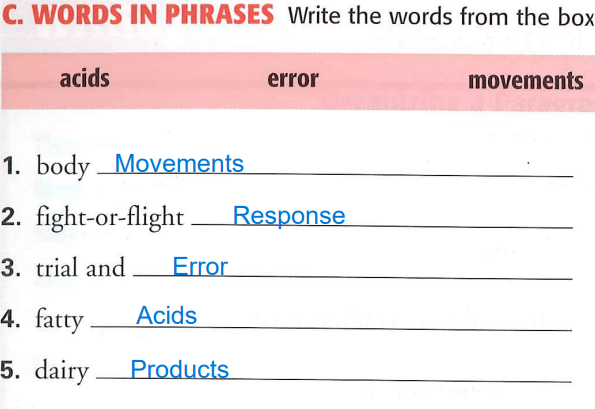 C. WORDS IN PHRASES Write the words from the box
acids error movements
1. body Movements
2. fight-or-flight Response
3. trial and Error
4. fatty Acids
5. dairy Products